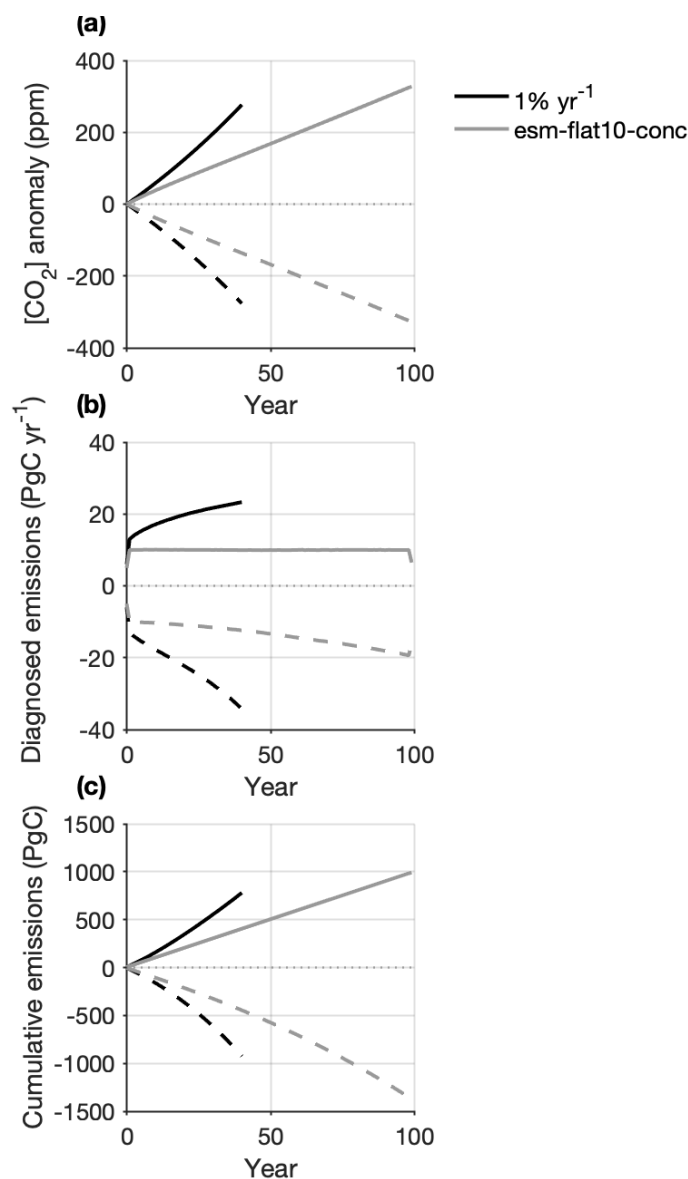 (a)
400
200
0
-200
-400
[CO2] anomaly (ppm)
0 50 100
Year
1% yr-1
esm-flat10-conc
(b)
40
20
0
-20
-40
Diagnosed emissions (PgC yr-1)
0 50 100
Year
(c)
1500
1000
500
0
-500
-1000
-1500
Cumulative emissions (PgC)
0 50 100
Year